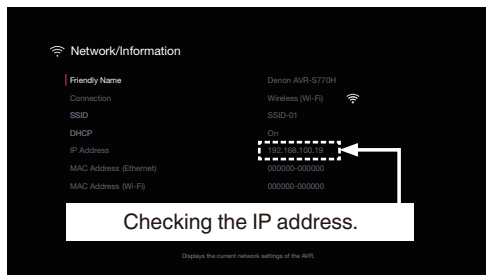 Network/Information
Friendly Name Denon AVR-S770H
Connection Wireless (Wi-Fi)
SSID SSID-01
DHCP On
IP Address 192.168.100.19
MAC Address (Ethernet) 000000-000000
MAC Address (Wi-Fi) 000000-000000
Checking the IP address.
Displays the current network settings of the AVR.